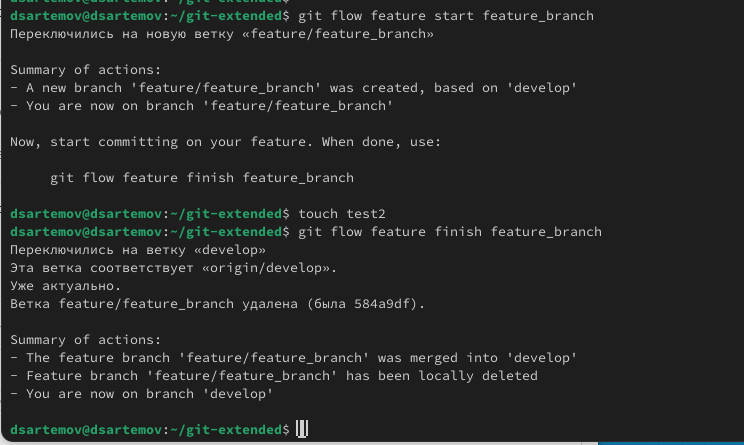 dsartemov@dsartemov:~/git-extended$ git flow feature start feature_branch
Переключились на новую ветку «feature/feature_branch»
Summary of actions:
- A new branch 'feature/feature_branch' was created, based on 'develop'
- You are now on branch 'feature/feature_branch'
Now, start committing on your feature. When done, use:
git flow feature finish feature_branch
dsartemov@dsartemov:~/git-extended$ touch test2
dsartemov@dsartemov:~/git-extended$ git flow feature finish feature_branch
Переключились на ветку «develop»
Эта ветка соответствует «origin/develop».
Уже актуально.
Ветка feature/feature_branch удалена (была 584a9df).
Summary of actions:
- The feature branch 'feature/feature_branch' was merged into 'develop'
- Feature branch 'feature/feature_branch' has been locally deleted
- You are now on branch 'develop'
dsartemov@dsartemov:~/git-extended$